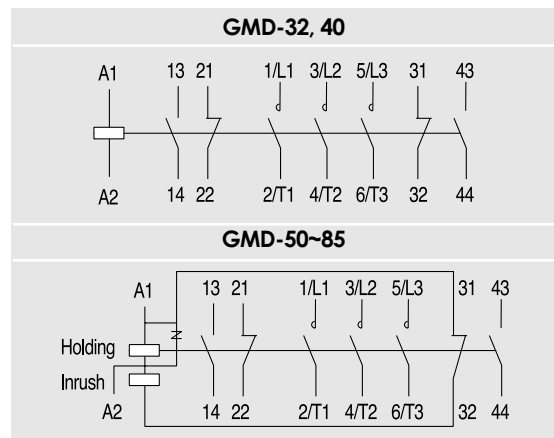 GMD-32, 40
A1 13 21 1/L1 3/L2 5/L3 31 43
A2 14 22 2/T1 4/T2 6/T3 32 44
GMD-50~85
A1 13 21 1/L1 3/L2 5/L3 31 43
Holding
Inrush
A2 14 22 2/T1 4/T2 6/T3 32 44